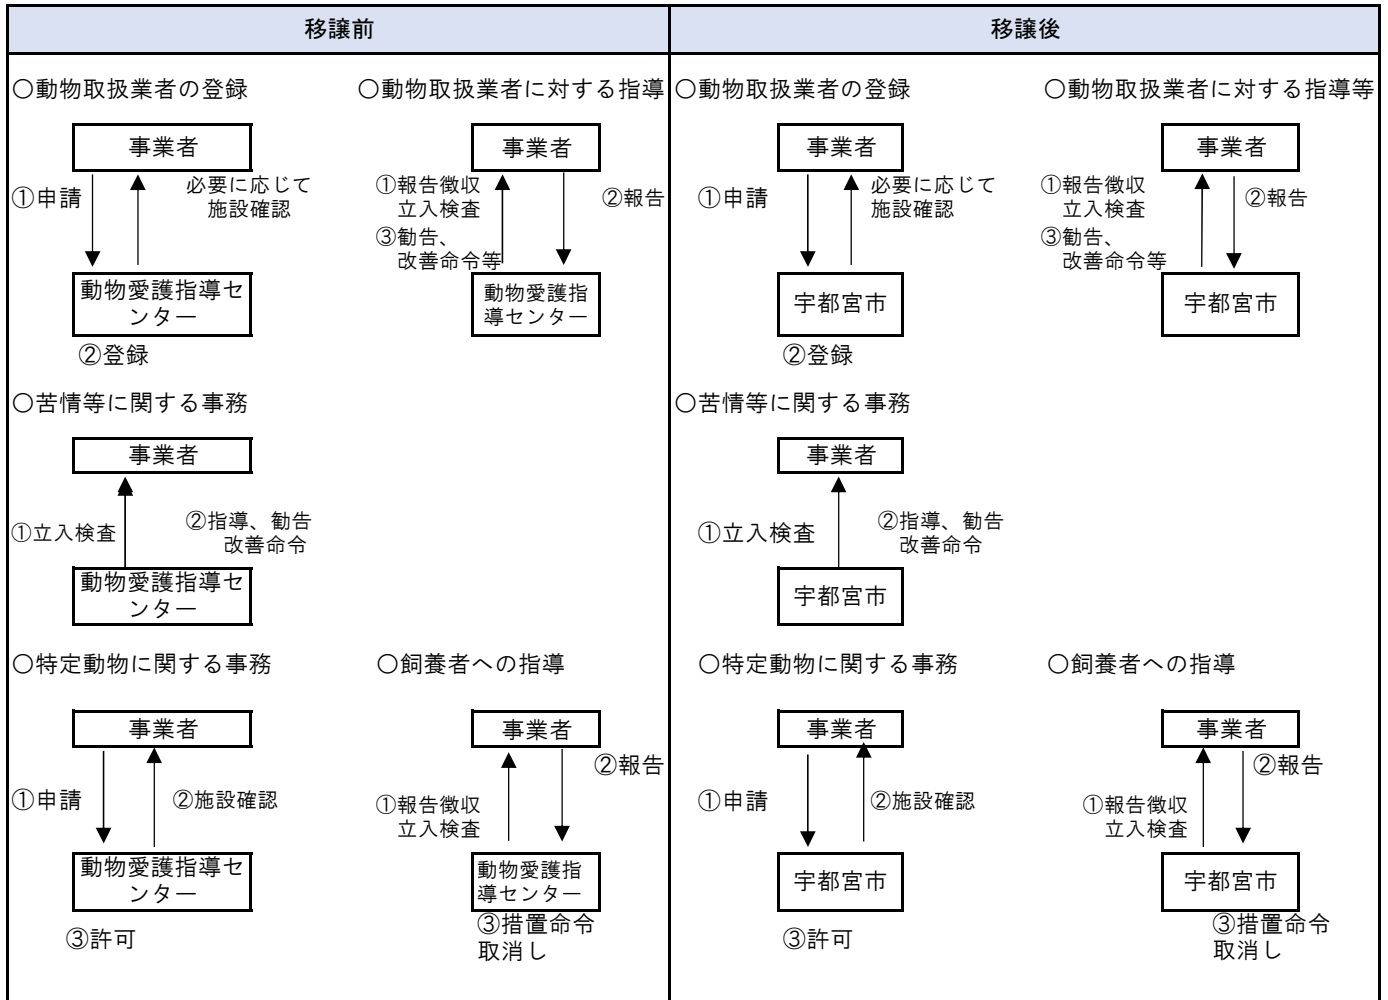 移譲前
○動物取扱業者の登録
事業者
①申請
必要に応じて
施設確認
動物愛護指導セ
ンター
②登録
○動物取扱業者に対する指導
事業者
①報告徴収
立入検査
③勧告、
改善命令等
②報告
動物愛護指
導センター
○苦情等に関する事務
事業者
①立入検査
②指導、勧告
改善命令
動物愛護指導セ
ンター
○特定動物に関する事務
事業者
①申請
②施設確認
動物愛護指導セ
ンター
③許可
○飼養者への指導
事業者
②報告
①報告徴収
立入検査
動物愛護指
導センター
③措置命令
取消し
移譲後
○動物取扱業者の登録
事業者
①申請
必要に応じて
施設確認
宇都宮市
②登録
○動物取扱業者に対する指導等
事業者
①報告徴収
立入検査
③勧告、
改善命令等
②報告
宇都宮市
○苦情等に関する事務
事業者
①立入検査
②指導、勧告
改善命令
宇都宮市
○特定動物に関する事務
事業者
①申請
②施設確認
宇都宮市
③許可
○飼養者への指導
事業者
②報告
①報告徴収
立入検査
宇都宮市
③措置命令
取消し